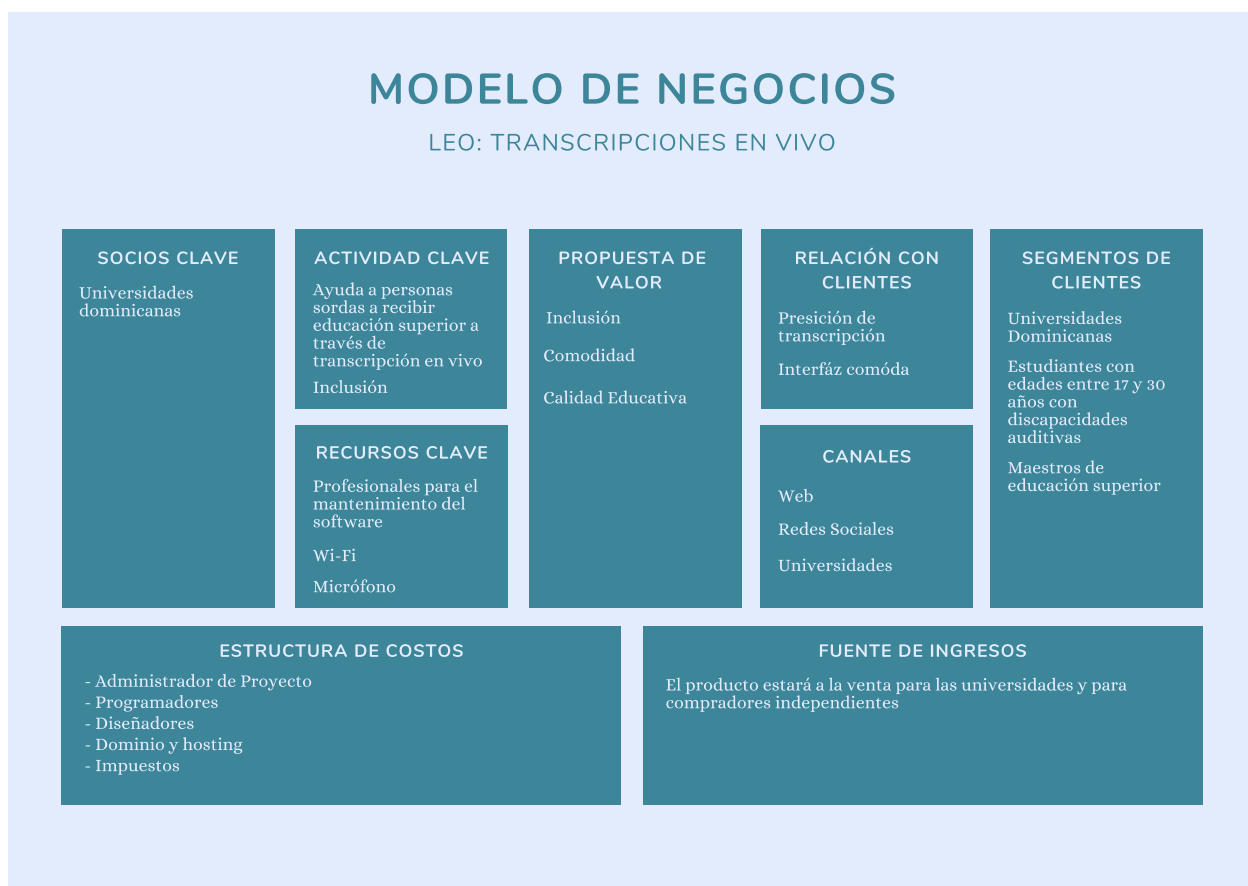 MODELO DE NEGOCIOS
LEO: TRANSCRIPCIONES EN VIVO
SOCIOS CLAVE
Universidades
dominicanas
ACTIVIDAD CLAVE
Ayuda a personas
sordas a recibir
educación superior a
través de
transcripción en vivo
Inclusión
RECURSOS CLAVE
Profesionales para el
mantenimiento del
software
Wi-Fi
Micrófono
PROPUESTA DE
VALOR
Inclusión
Comodidad
Calidad Educativa
RELACIÓN CON
CLIENTES
Presición de
transcripción
Interfáz comóda
CANALES
Web
Redes Sociales
Universidades
SEGMENTOS DE
CLIENTES
Universidades
Dominicanas
Estudiantes con
edades entre 17 y 30
años con
discapacidades
auditivas
Maestros de
educación superior
ESTRUCTURA DE COSTOS
- Administrador de Proyecto
- Programadores
- Diseñadores
- Dominio y hosting
- Impuestos
FUENTE DE INGRESOS
El producto estará a la venta para las universidades y para
compradores independientes